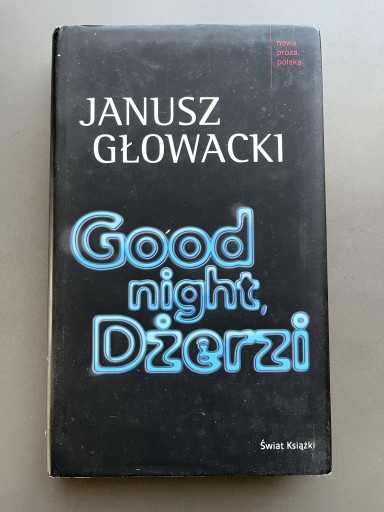 nowa
proza
polska
JANUSZ
GŁOWACKI
Good
night,
Dżerzi
Świat Książki